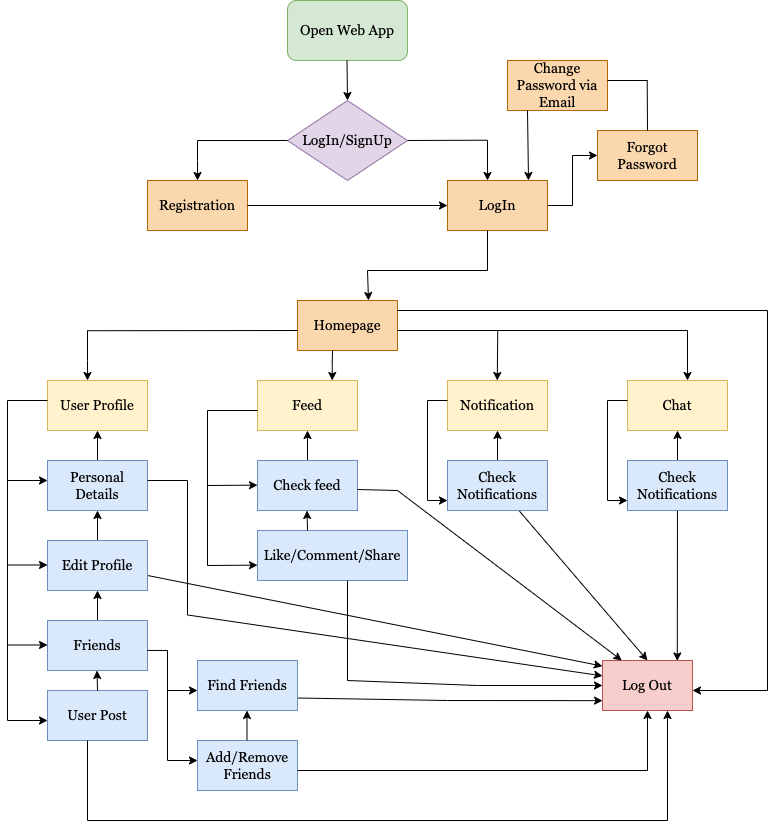 Open Web App
Change
Password via
Email
LogIn/SignUp
Forgot
Password
Registration
LogIn
Homepage
User Profile
Feed
Notification
Chat
Personal
Details
Check feed
Check
Notifications
Check
Notifications
Edit Profile
Like/Comment/Share
Friends
Find Friends
Log Out
User Post
Add/Remove
Friends